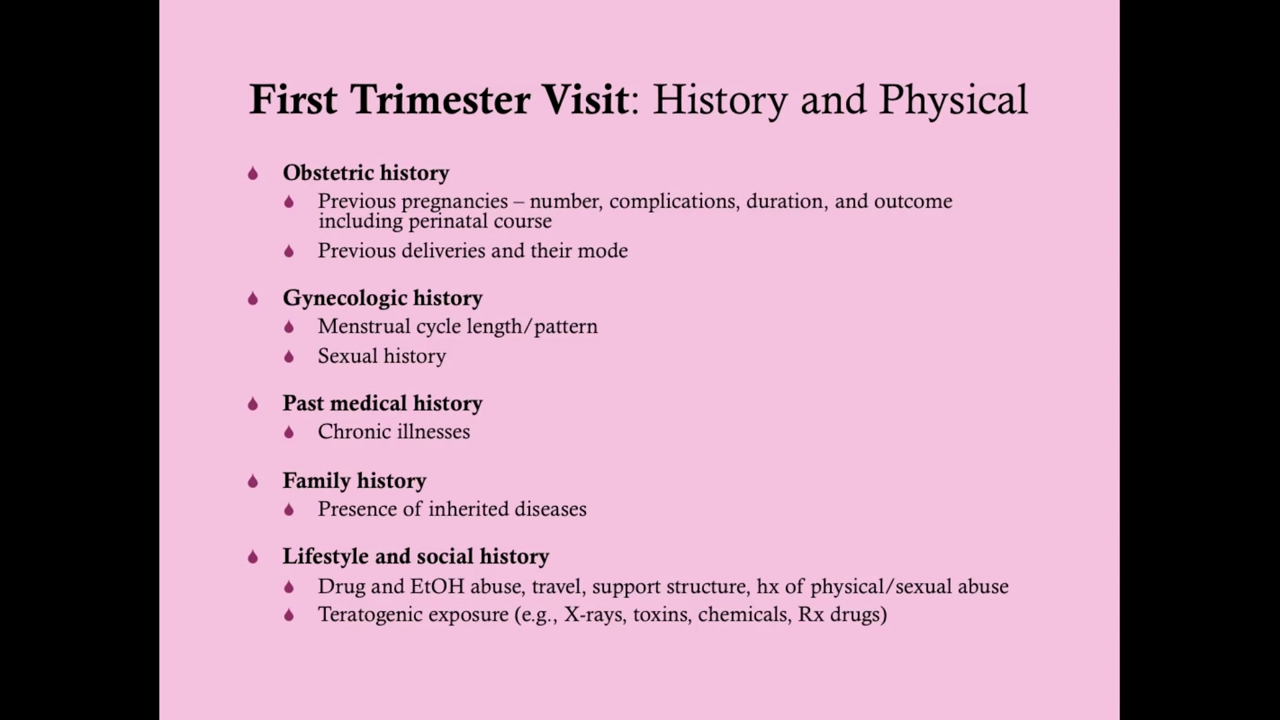 First Trimester Visit: History and Physical
Obstetric history
Previous pregnancies – number, complications, duration, and outcome
including perinatal course
Previous deliveries and their mode
Gynecologic history
Menstrual cycle length/pattern
Sexual history
Past medical history
Chronic illnesses
Family history
Presence of inherited diseases
Lifestyle and social history
Drug and EtOH abuse, travel, support structure, hx of physical/sexual abuse
Teratogenic exposure (e.g., X-rays, toxins, chemicals, Rx drugs)